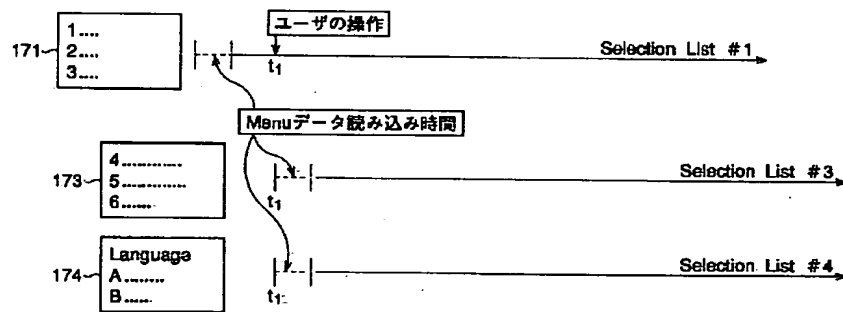 171
1....
2....
3....
ユーザの操作
t1
Selection List #1
Menuデータ読み込み時間
173
4............
5.............
6......
t1
Selection List #3
174
Language
A.........
B......
t1
Selection List #4